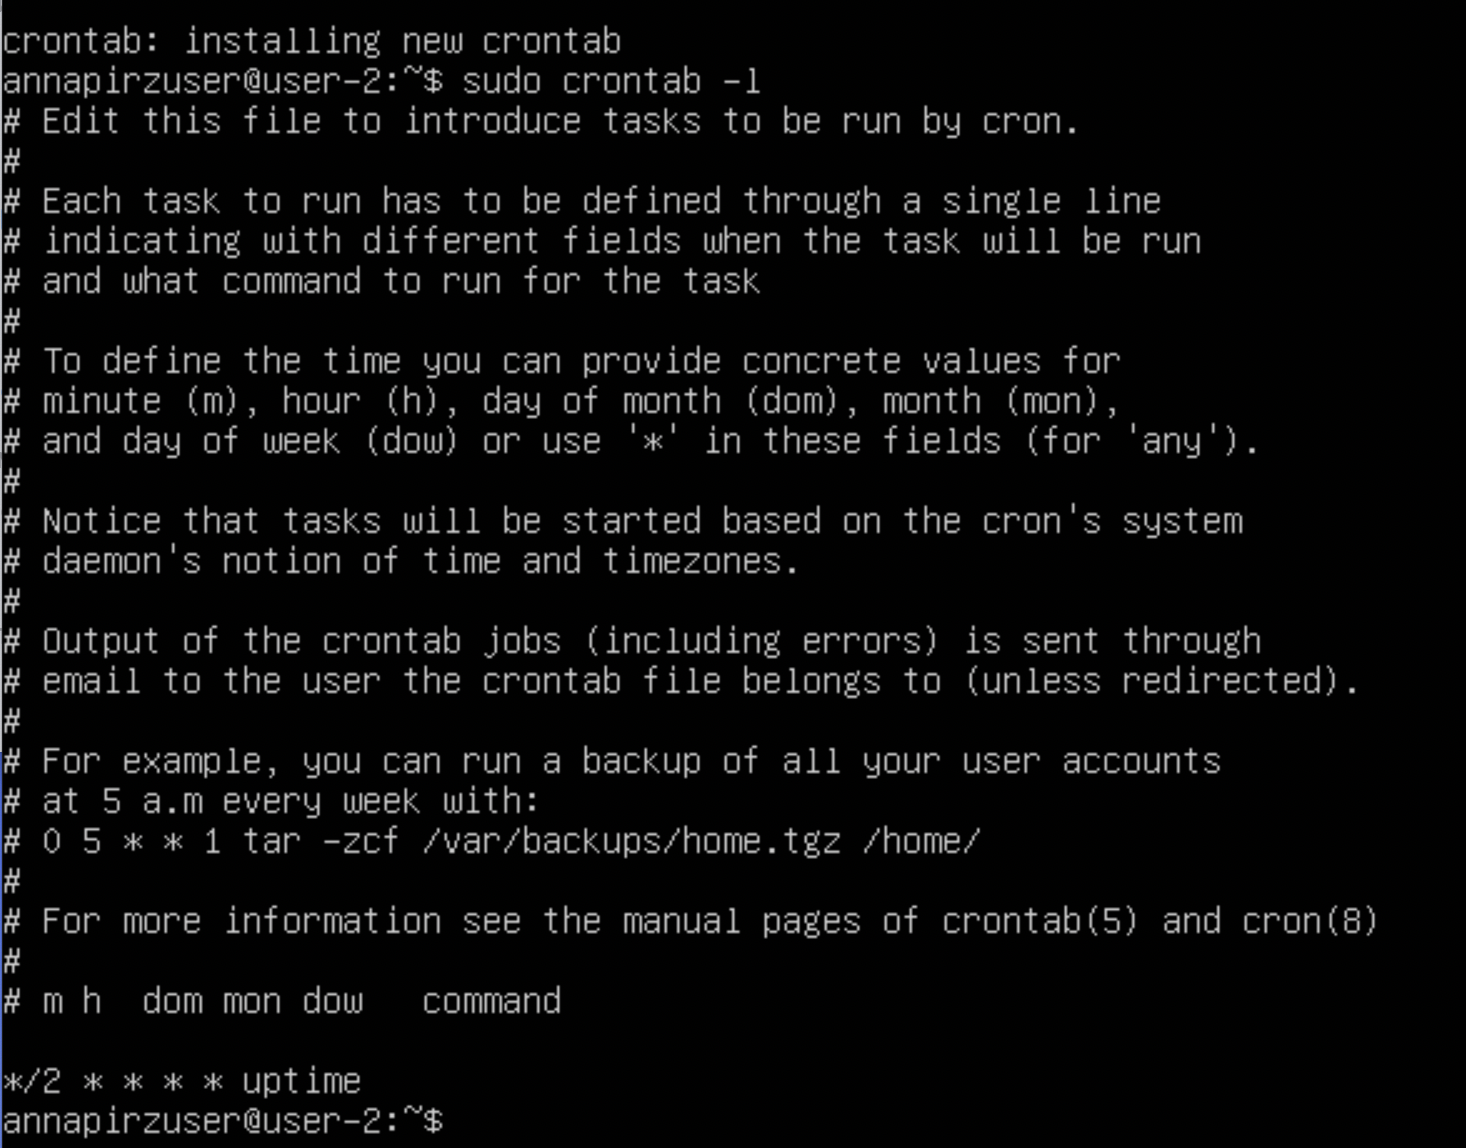 crontab: installing new crontab
annapirzuser@user-2:~$ sudo crontab -l
# Edit this file to introduce tasks to be run by cron.
#
# Each task to run has to be defined through a single line
# indicating with different fields when the task will be run
# and what command to run for the task
#
# To define the time you can provide concrete values for
# minute (m), hour (h), day of month (dom), month (mon),
# and day of week (dow) or use '*' in these fields (for 'any').
#
# Notice that tasks will be started based on the cron's system
# daemon's notion of time and timezones.
#
# Output of the crontab jobs (including errors) is sent through
# email to the user the crontab file belongs to (unless redirected).
#
# For example, you can run a backup of all your user accounts
# at 5 a.m every week with:
# 0 5 * * 1 tar -zcf /var/backups/home.tgz /home/
#
# For more information see the manual pages of crontab(5) and cron(8)
#
# m h  dom mon dow   command

*/2 * * * * uptime
annapirzuser@user-2:~$